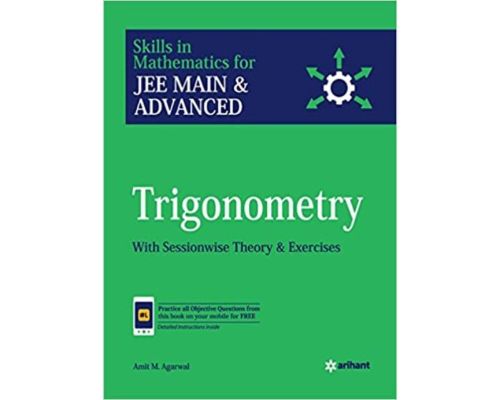 Skills in
Mathematics for
JEE MAIN &
ADVANCED
Trigonometry
With Sessionwise Theory & Exercises
#L
Practice all Objective Questions from
this book on your mobile for FREE
Detailed Instructions Inside
Amit M. Agarwal
arihant